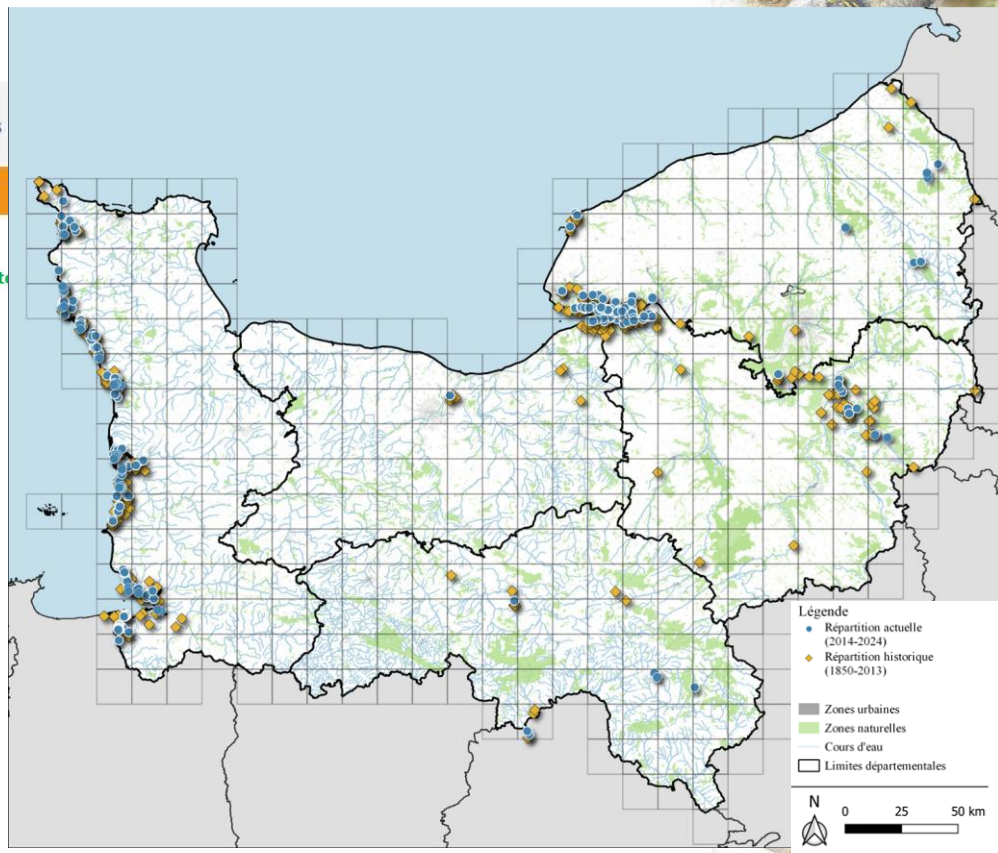 Légende
Répartition actuelle
(2014-2024)
Répartition historique
(1850-2013)
Zones urbaines
Zones naturelles
Cours d'eau
Limites départementales
N
0 25 50 km